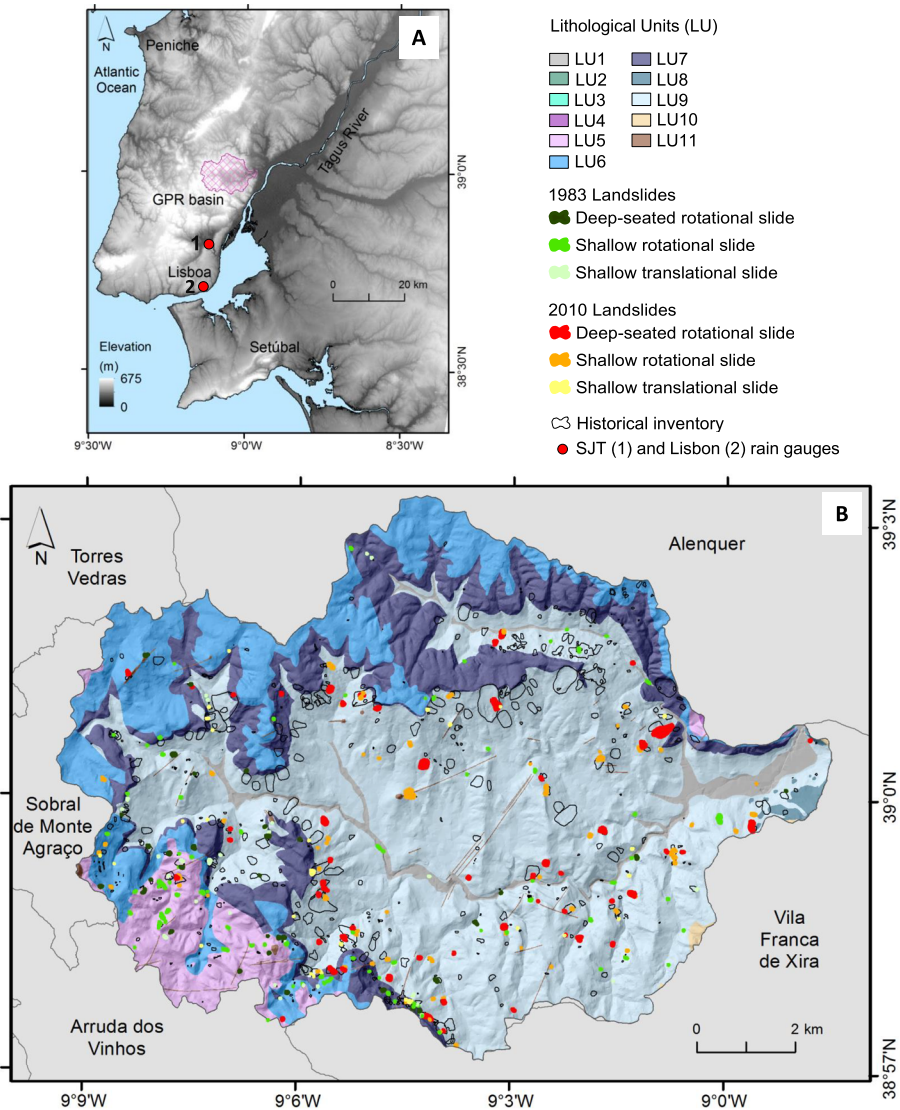 A
N
Peniche
Atlantic
Ocean
Tagus River
GPR basin
1
Lisboa
2
0 20 km
Setúbal
Elevation
(m)
675
0
39°0'N
38°30'N
9°30'W 9°0'W 8°30'W
Lithological Units (LU)
LU1 LU7
LU2 LU8
LU3 LU9
LU4 LU10
LU5 LU11
LU6
1983 Landslides
Deep-seated rotational slide
Shallow rotational slide
Shallow translational slide
2010 Landslides
Deep-seated rotational slide
Shallow rotational slide
Shallow translational slide
Historical inventory
SJT (1) and Lisbon (2) rain gauges
B
N
Torres
Vedras
Alenquer
Sobral
de Monte
Agraço
Vila
Franca
de Xira
Arruda dos
Vinhos
0 2 km
39°3'N
39°0'N
38°57'N
9°9'W 9°6'W 9°3'W 9°0'W